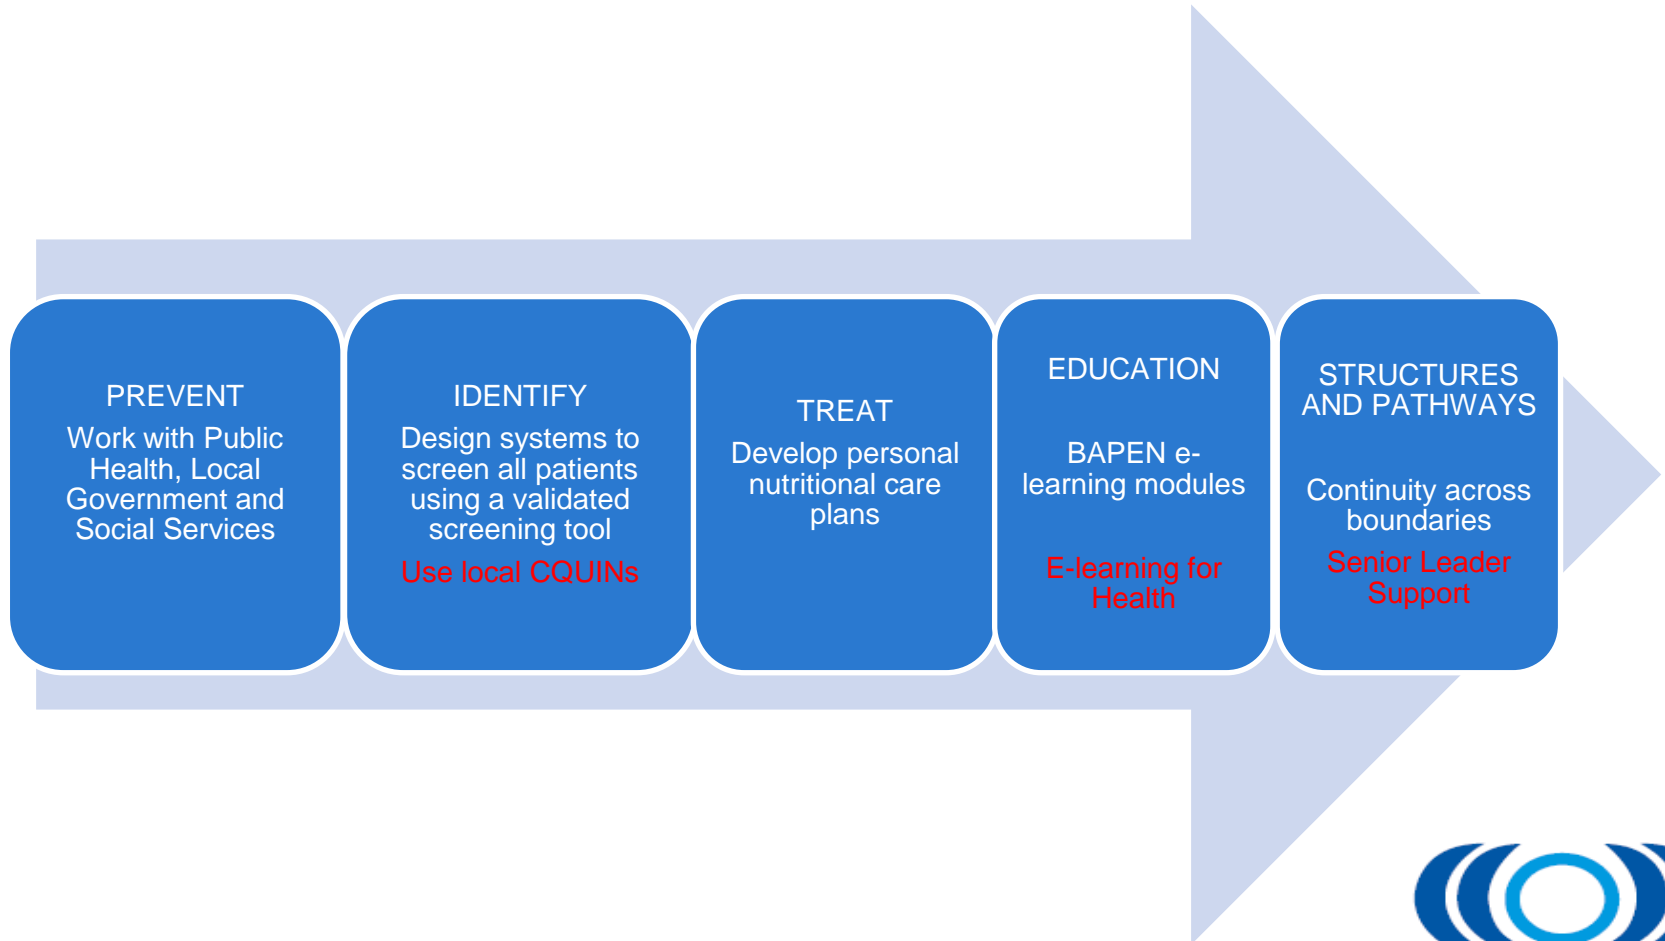 PREVENT
Work with Public
Health, Local
Government and
Social Services
IDENTIFY
Design systems to
screen all patients
using a validated
screening tool
Use local CQUINs
TREAT
Develop personal
nutritional care
plans
EDUCATION
BAPEN e-
learning modules
E-learning for
Health
STRUCTURES
AND PATHWAYS
Continuity across
boundaries
Senior Leader
Support